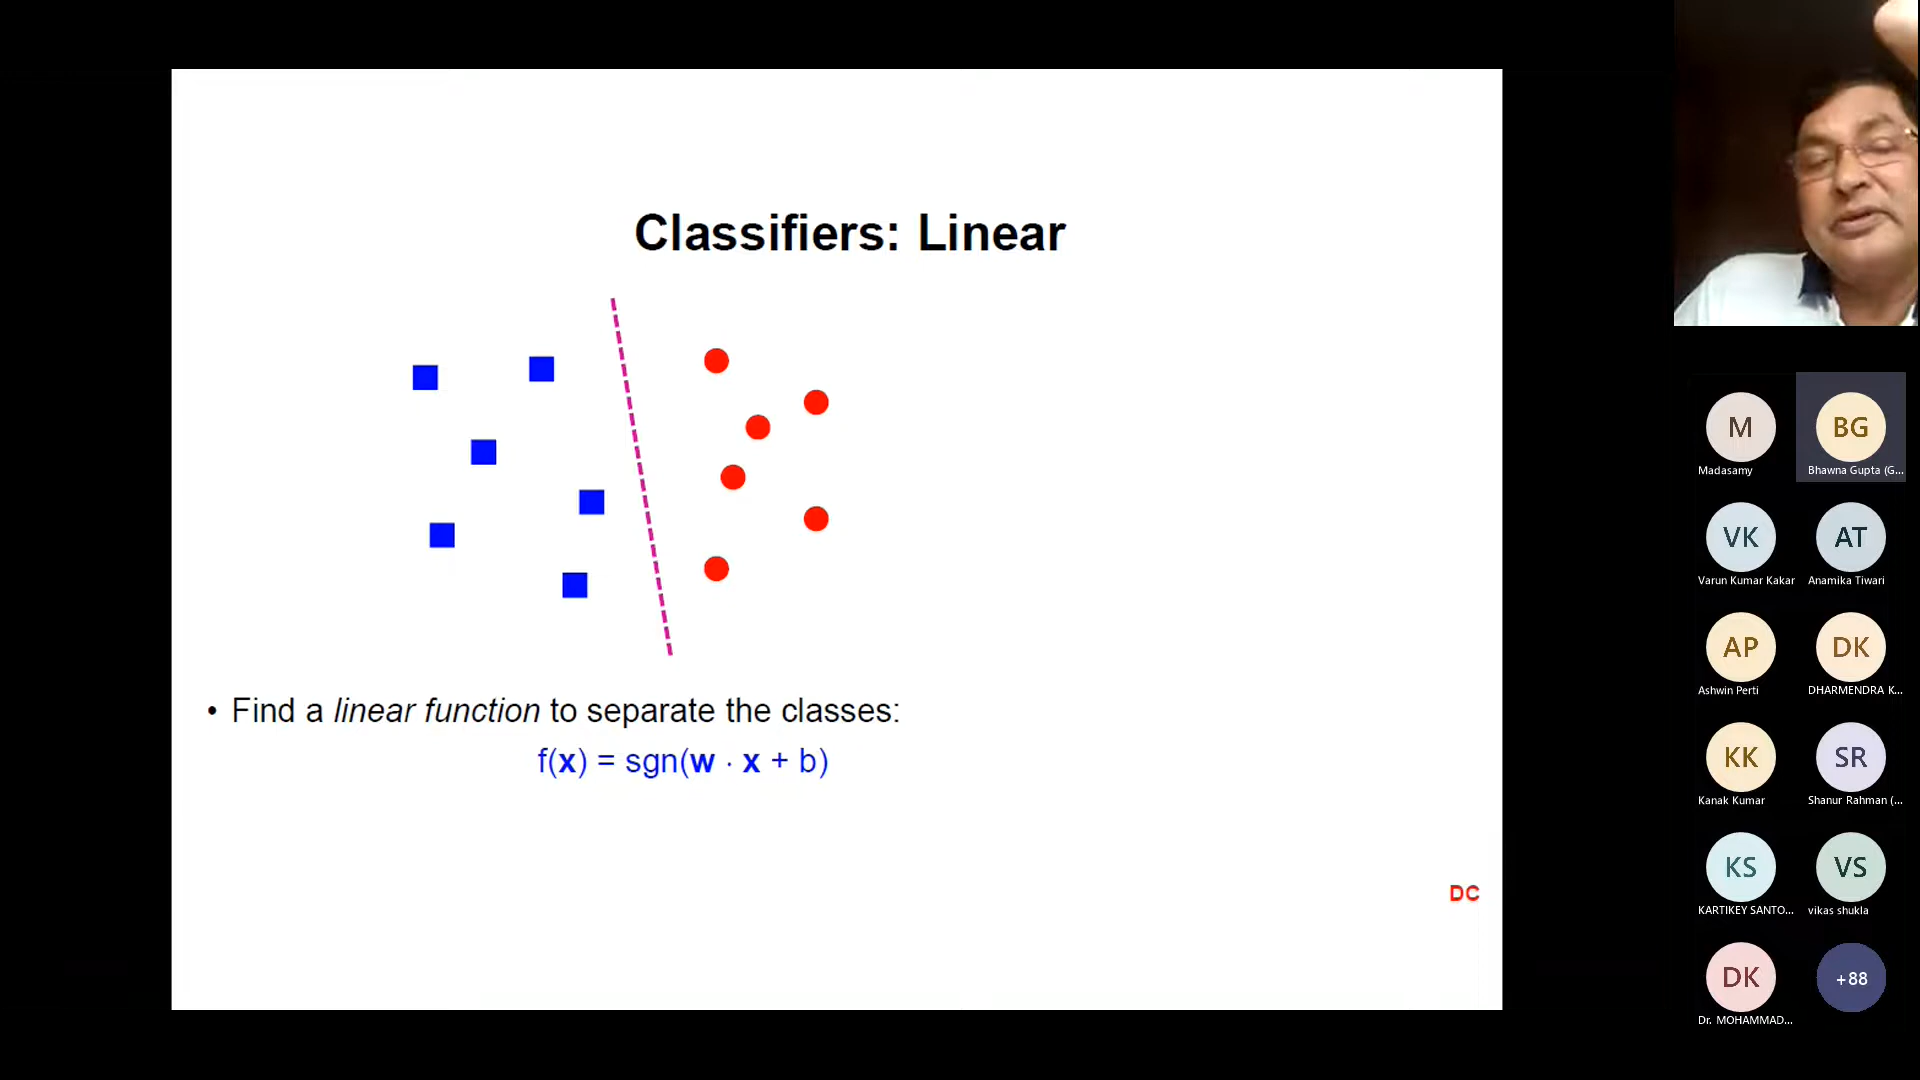 Classifiers: Linear
• Find a linear function to separate the classes:
f(x) = sgn(w · x + b)
DC
M
Madasamy
BG
Bhawna Gupta (G...
VK
Varun Kumar Kakar
AT
Anamika Tiwari
AP
Ashwin Perti
DK
DHARMENDRA K...
KK
Kanak Kumar
SR
Shanur Rahman (...
KS
KARTIKEY SANTO...
VS
vikas shukla
DK
Dr. MOHAMMAD...
+88